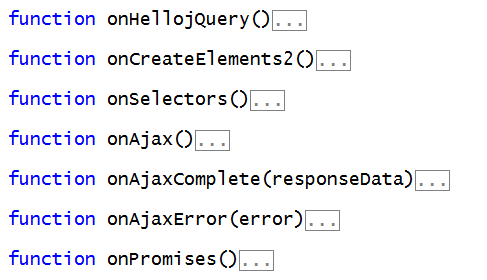 function onHellojQuery()...
function onCreateElements2()...
function onSelectors()...
function onAjax()...
function onAjaxComplete(responseData)...
function onAjaxError(error)...
function onPromises()...